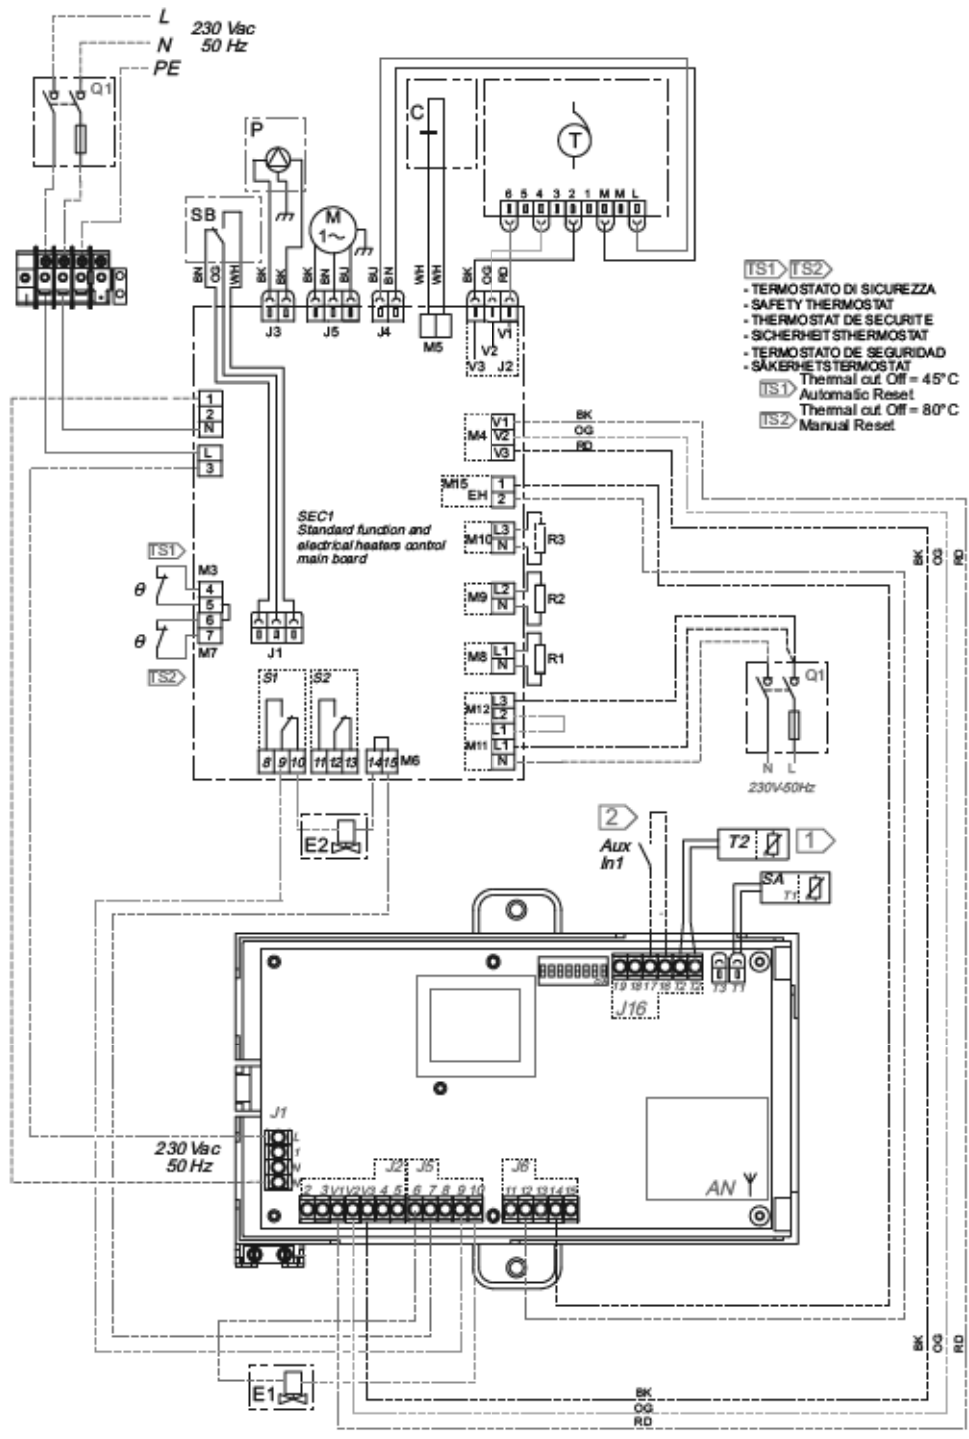 L
230 Vac
N
50 Hz
PE
Q1
P
C
T
SB
M
1~
6 5 4 3 2 1 M M L
BN OG WH
BK BK
BK BN BU
BU BN
WH WH
BK OG RD
J3 J5 J4 M5
V1
V2
V3 J2
TS1 TS2
- TERMOSTATO DI SICUREZZA
- SAFETY THERMOSTAT
- THERMOSTAT DE SECURITE
- SICHERHEITSTHERMOSTAT
- TERMOSTATO DE SEGURIDAD
- SÄKERHETSTERMOSTAT
TS1 Thermal cut Off = 45°C
Automatic Reset
TS2 Thermal cut Off = 80°C
Manual Reset
1
2
N
L
3
M4 V1 BK
V2 OG
V3 RD
M15 1
EH 2
SEC1
Standard function and
electrical heaters control
main board
M10 L3
N
R3
BK OG RD
TS1
θ
M3
4
5
6
7
θ
M7
TS2
J1
M9 L2
N
R2
M8 L1
N
R1
S1 S2
M12 L3
L2
L1
M11 L1
N
Q1
8 9 10 11 12 13 14 15 M6
N L
230V-50Hz
E2
2
Aux
In1
T2 1
SA
T1
19 18 17 18 T2 T2 T3 T1
J16
J1
L
1
N
N
230 Vac
50 Hz
J2 J5 J6
2 3 V1 V2 V3 4 5 6 7 8 9 10 11 12 13 14 15
AN
BK OG RD
E1
BK
OG
RD